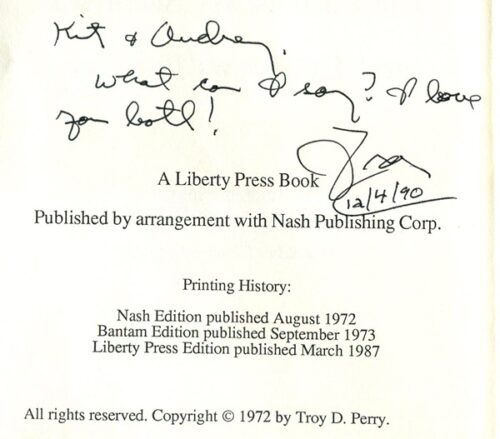 Kit & Audrey,
What can I say? I love
you both!
Troy
12/4/90
A Liberty Press Book
Published by arrangement with Nash Publishing Corp.
Printing History:
Nash Edition published August 1972
Bantam Edition published September 1973
Liberty Press Edition published March 1987
All rights reserved. Copyright © 1972 by Troy D. Perry.